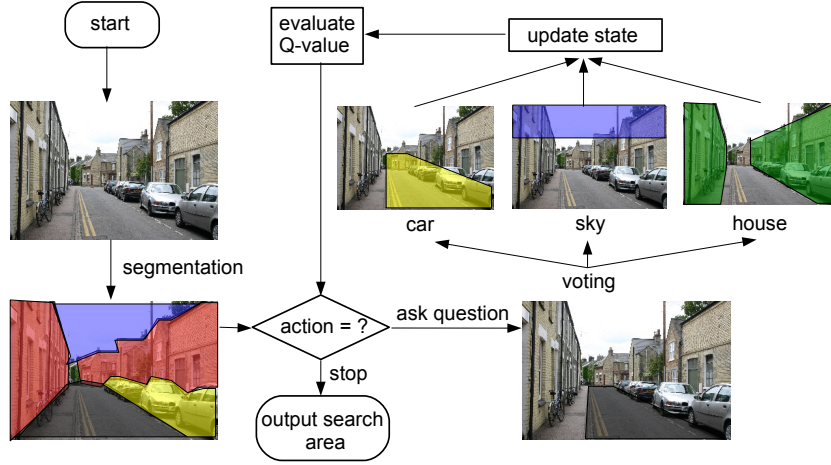 start
evaluate
Q-value
update state
car
sky
house
segmentation
voting
action = ?
ask question
stop
output search
area